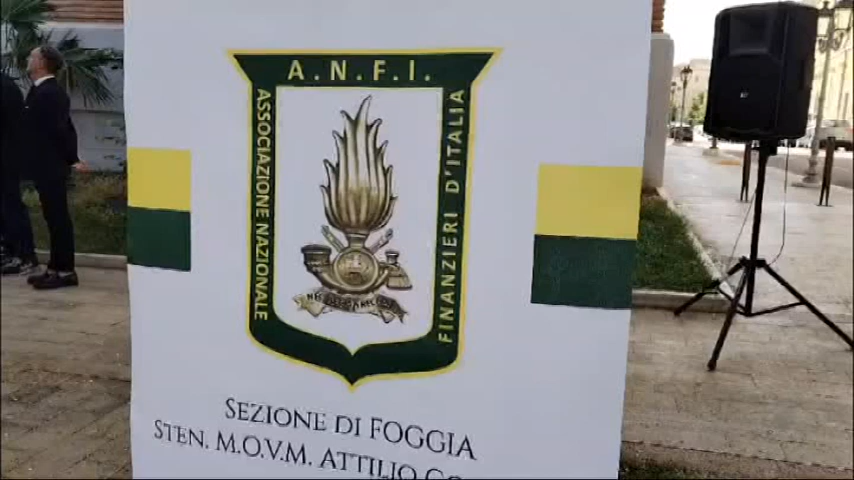 A.N.F.I.
ASSOCIAZIONE NAZIONALE
FINANZIERI D'ITALIA
SEZIONE DI FOGGIA
STEN. M.O.V.M. ATTILIO